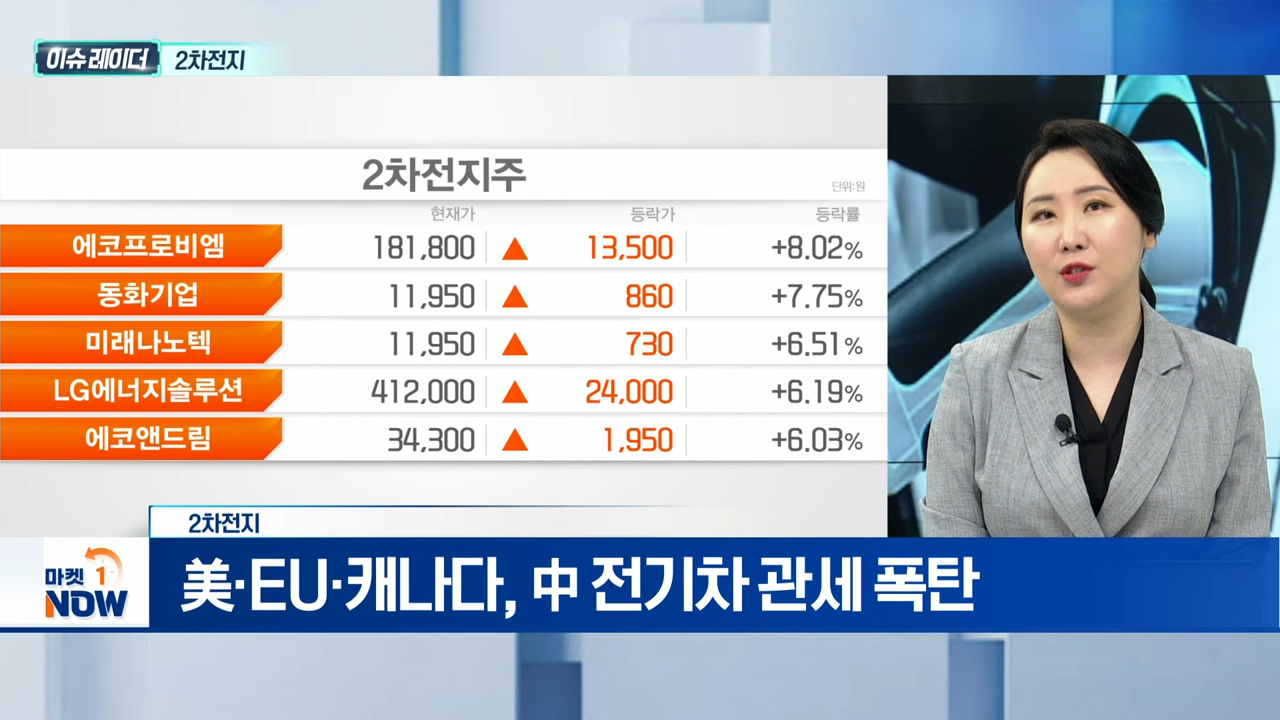 이슈 레이더 2차전지
2차전지주
단위:원
현재가 등락가 등락률
에코프로비엠 181,800 ▲ 13,500 +8.02%
동화기업 11,950 ▲ 860 +7.75%
미래나노텍 11,950 ▲ 730 +6.51%
LG에너지솔루션 412,000 ▲ 24,000 +6.19%
에코앤드림 34,300 ▲ 1,950 +6.03%
2차전지
마켓 1
NOW
美·EU·캐나다, 中 전기차 관세 폭탄